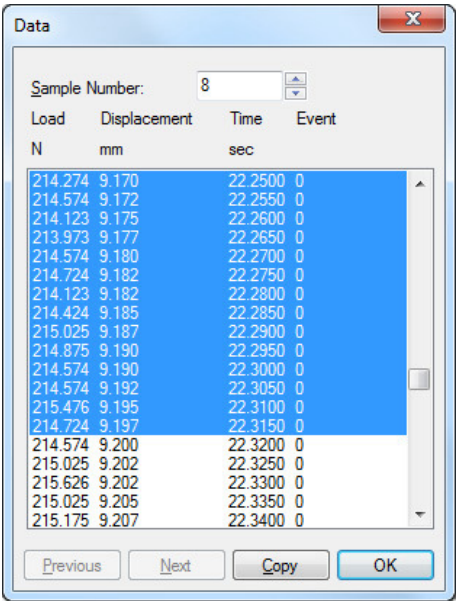 Data
Sample Number: 8
Load Displacement Time Event
N mm sec
214.274 9.170 22.2500 0
214.574 9.172 22.2550 0
214.123 9.175 22.2600 0
213.973 9.177 22.2650 0
214.574 9.180 22.2700 0
214.724 9.182 22.2750 0
214.123 9.182 22.2800 0
214.424 9.185 22.2850 0
215.025 9.187 22.2900 0
214.875 9.190 22.2950 0
214.574 9.190 22.3000 0
214.574 9.192 22.3050 0
215.476 9.195 22.3100 0
214.724 9.197 22.3150 0
214.574 9.200 22.3200 0
215.025 9.202 22.3250 0
215.626 9.202 22.3300 0
215.025 9.205 22.3350 0
215.175 9.207 22.3400 0
Previous Next Copy OK